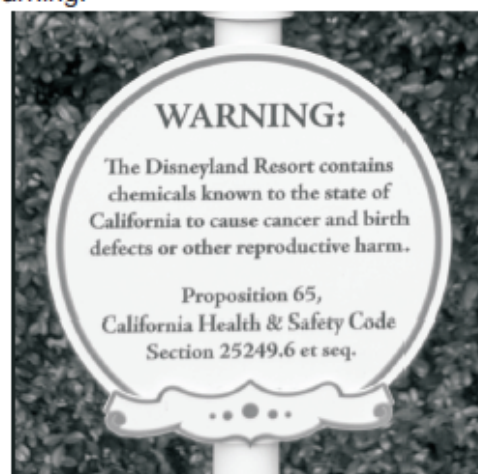 WARNING:
The Disneyland Resort contains
chemicals known to the state of
California to cause cancer and birth
defects or other reproductive harm.
Proposition 65,
California Health & Safety Code
Section 25249.6 et seq.